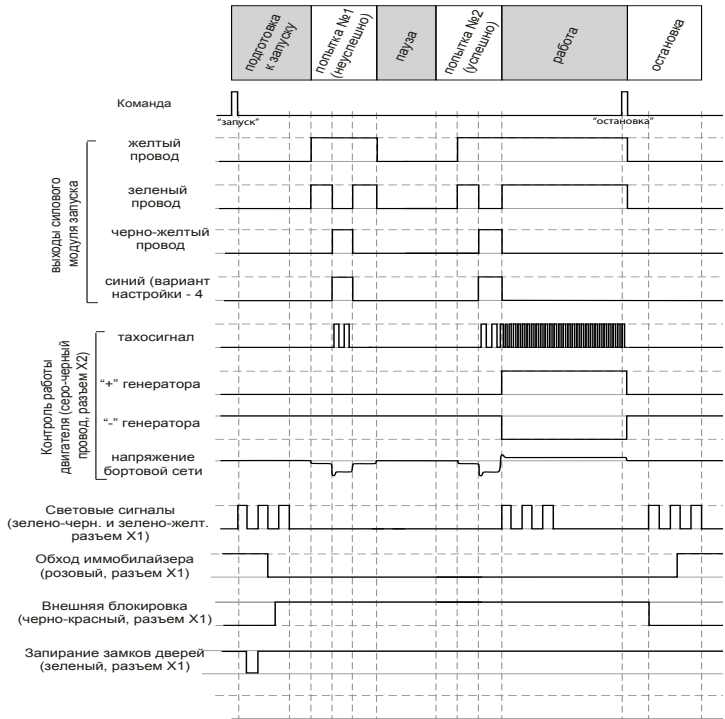 подготовка
к запуску
попытка №1
(неуспешно)
пауза
попытка №2
(успешно)
работа
остановка
Команда
"запуск"
"остановка"
выходы силового
модуля запуска
желтый
провод
зеленый
провод
черно-желтый
провод
синий (вариант
настройки - 4
Контроль работы
двигателя (серо-черный
провод, разъем X2)
тахосигнал
"+" генератора
"-" генератора
напряжение
бортовой сети
Световые сигналы
(зелено-черн. и зелено-желт.
разъем X1)
Обход иммобилайзера
(розовый, разъем X1)
Внешняя блокировка
(черно-красный, разъем X1)
Запирание замков дверей
(зеленый, разъем X1)